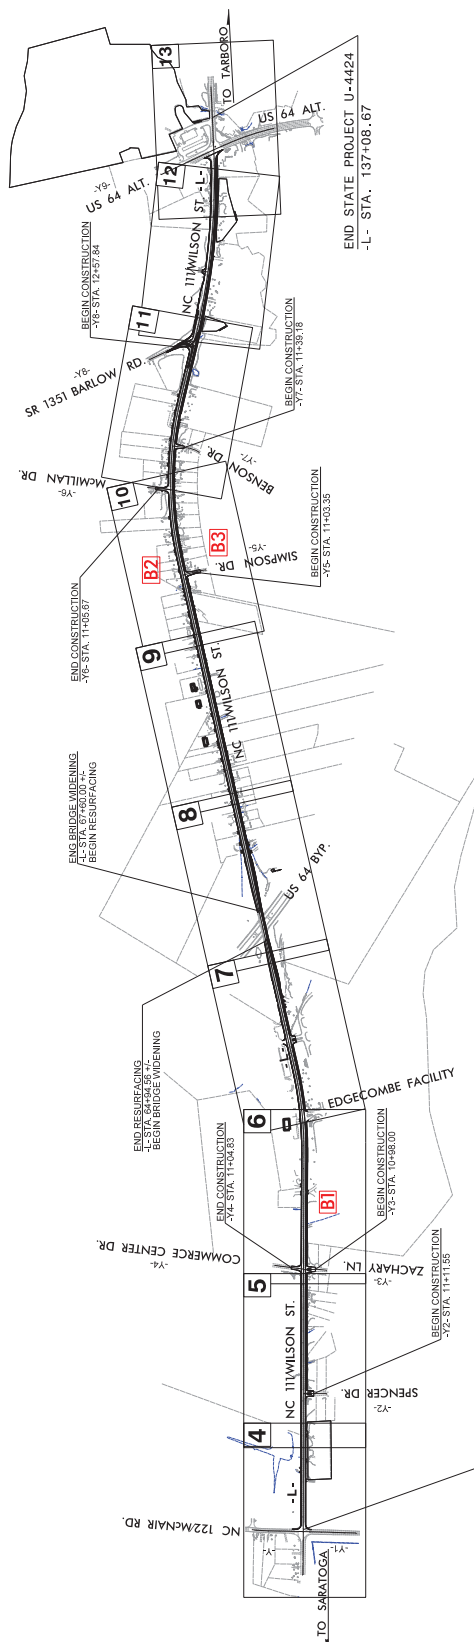 13
TO TARBORO
US 64 ALT.
END STATE PROJECT U-4424
-L- STA. 137+08.67
-Y9-
US 64 ALT.
12
-L-
NC 111/WILSON ST.
BEGIN CONSTRUCTION
-Y8- STA. 12+57.84
11
-Y8-
SR 1351 BARLOW RD.
BEGIN CONSTRUCTION
-Y7- STA. 11+39.18
-Y7-
BENSON DR.
McMILLAN DR.
-Y6-
10
B2
B3
-Y5-
SIMPSON DR.
BEGIN CONSTRUCTION
-Y5- STA. 11+03.35
END CONSTRUCTION
-Y6- STA. 11+05.67
9
NC 111/WILSON ST.
8
ENG BRIDGE WIDENING
-L- STA. 67+60.00 +/-
BEGIN RESURFACING
US 64 BYP.
7
END RESURFACING
-L- STA. 64+94.56 +/-
BEGIN BRIDGE WIDENING
-L-
EDGECOMBE FACILITY
6
END CONSTRUCTION
-Y4- STA. 11+04.83
B1
BEGIN CONSTRUCTION
-Y3- STA. 10+98.00
COMMERCE CENTER DR.
-Y4-
ZACHARY LN.
-Y3-
5
BEGIN CONSTRUCTION
-Y2- STA. 11+11.55
NC 111/WILSON ST.
SPENCER DR.
-Y2-
4
-L-
NC 122/McNAIR RD.
-Y-
-Y1-
TO SARATOGA